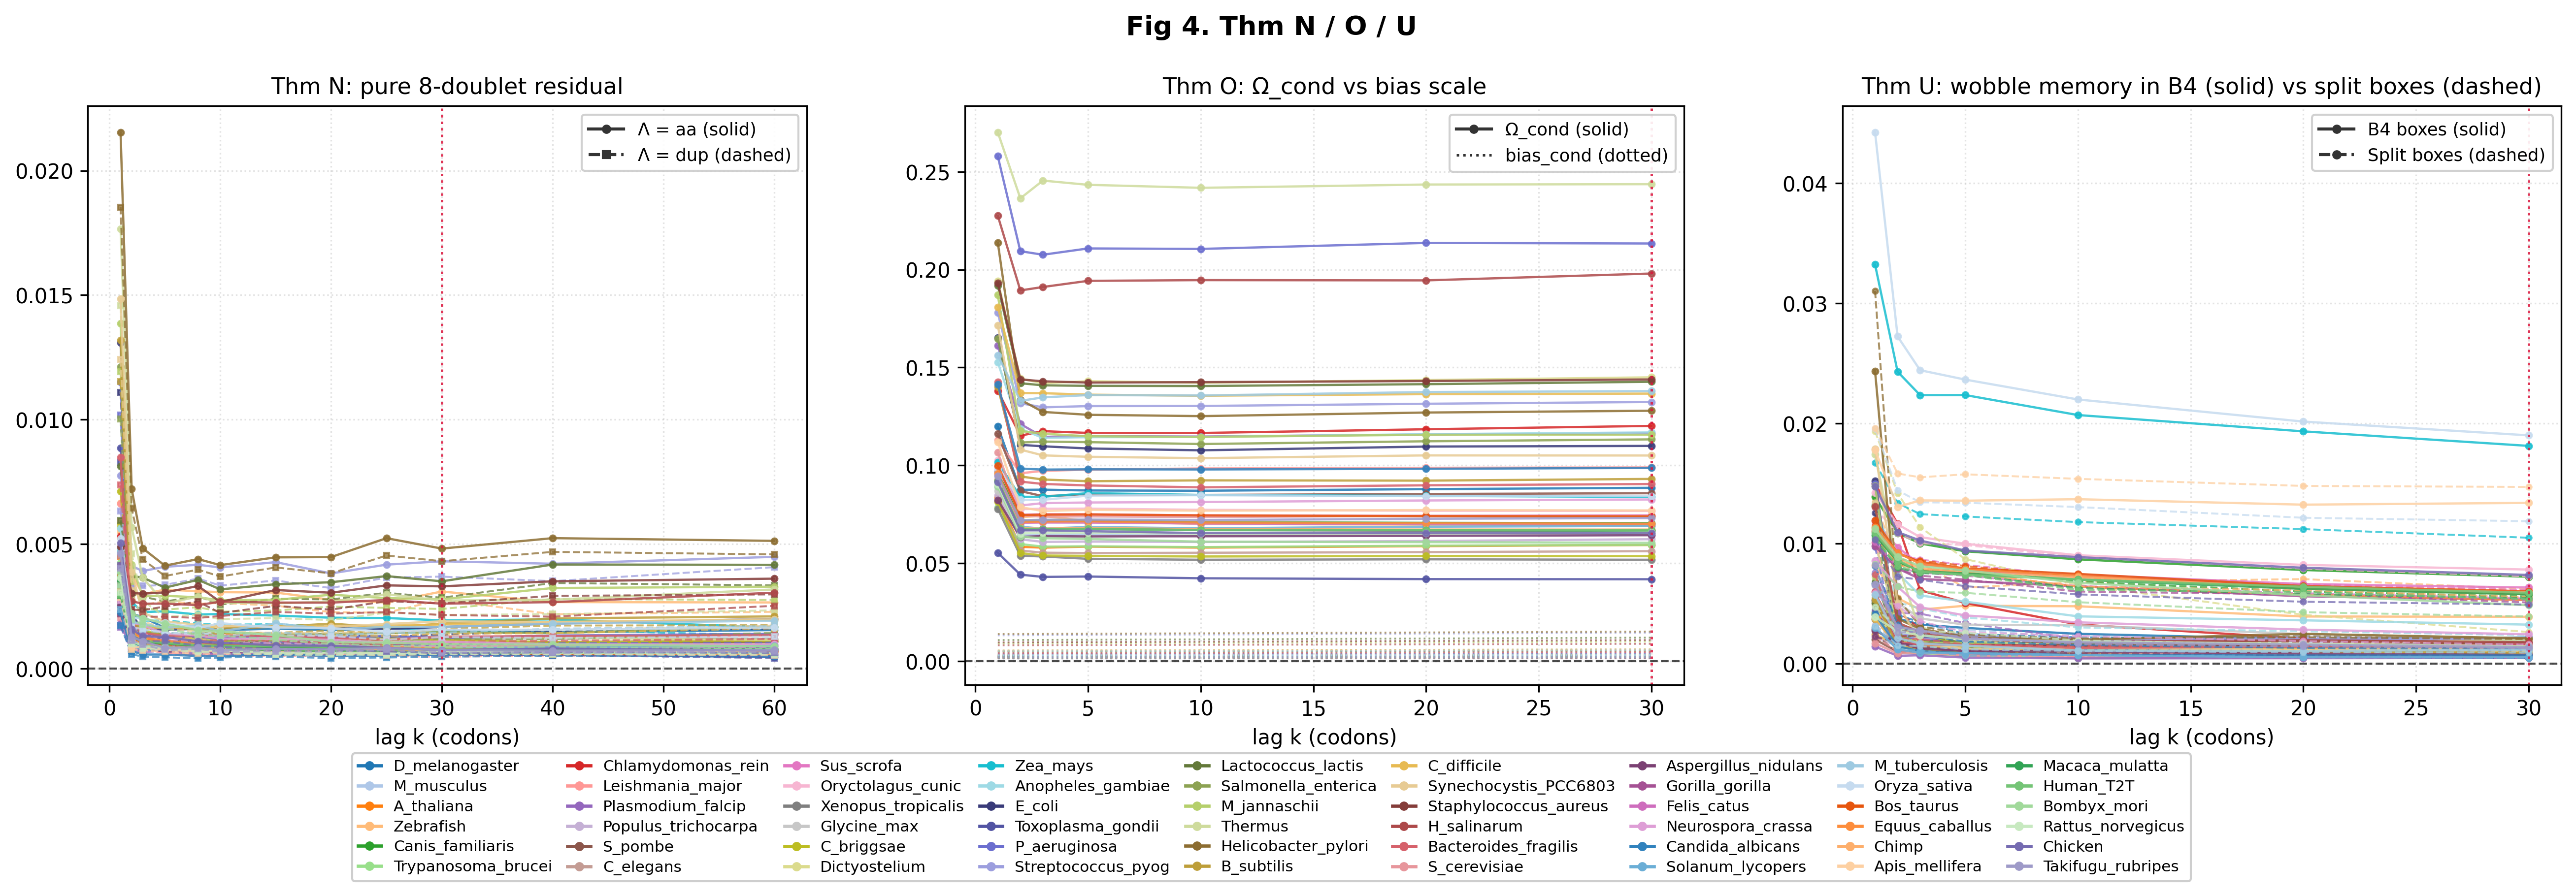 Fig 4. Thm N / O / U
Thm N: pure 8-doublet residual
Λ = aa (solid)
Λ = dup (dashed)
0.020
0.015
0.010
0.005
0.000
0 10 20 30 40 50 60
lag k (codons)
Thm O: Ω_cond vs bias scale
Ω_cond (solid)
bias_cond (dotted)
0.25
0.20
0.15
0.10
0.05
0.00
0 5 10 15 20 25 30
lag k (codons)
Thm U: wobble memory in B4 (solid) vs split boxes (dashed)
B4 boxes (solid)
Split boxes (dashed)
0.04
0.03
0.02
0.01
0.00
0 5 10 15 20 25 30
lag k (codons)
D_melanogaster
M_musculus
A_thaliana
Zebrafish
Canis_familiaris
Trypanosoma_brucei
Chlamydomonas_rein
Leishmania_major
Plasmodium_falcip
Populus_trichocarpa
S_pombe
C_elegans
Sus_scrofa
Oryctolagus_cunic
Xenopus_tropicalis
Glycine_max
C_briggsae
Dictyostelium
Zea_mays
Anopheles_gambiae
E_coli
Toxoplasma_gondii
P_aeruginosa
Streptococcus_pyog
Lactococcus_lactis
Salmonella_enterica
M_jannaschii
Thermus
Helicobacter_pylori
B_subtilis
C_difficile
Synechocystis_PCC6803
Staphylococcus_aureus
H_salinarum
Bacteroides_fragilis
S_cerevisiae
Aspergillus_nidulans
Gorilla_gorilla
Felis_catus
Neurospora_crassa
Candida_albicans
Solanum_lycopers
M_tuberculosis
Oryza_sativa
Bos_taurus
Equus_caballus
Chimp
Apis_mellifera
Macaca_mulatta
Human_T2T
Bombyx_mori
Rattus_norvegicus
Chicken
Takifugu_rubripes